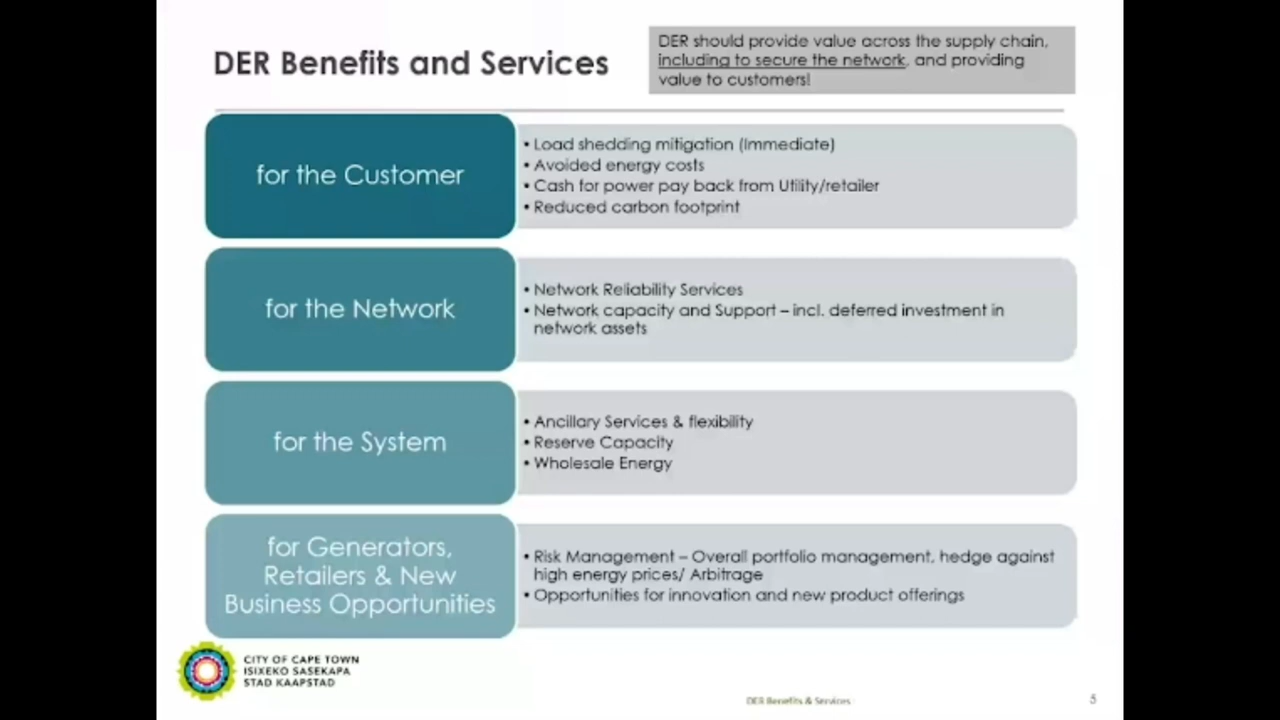 DER Benefits and Services
DER should provide value across the supply chain,
including to secure the network, and providing
value to customers!
for the Customer
• Load shedding mitigation (Immediate)
• Avoided energy costs
• Cash for power pay back from Utility/retailer
• Reduced carbon footprint
for the Network
• Network Reliability Services
• Network capacity and Support – incl. deferred investment in
network assets
for the System
• Ancillary Services & flexibility
• Reserve Capacity
• Wholesale Energy
for Generators,
Retailers & New
Business Opportunities
• Risk Management – Overall portfolio management, hedge against
high energy prices/ Arbitrage
• Opportunities for innovation and new product offerings
CITY OF CAPE TOWN
ISIXEKO SASEKAPA
STAD KAAPSTAD
DER Benefits & Services
5